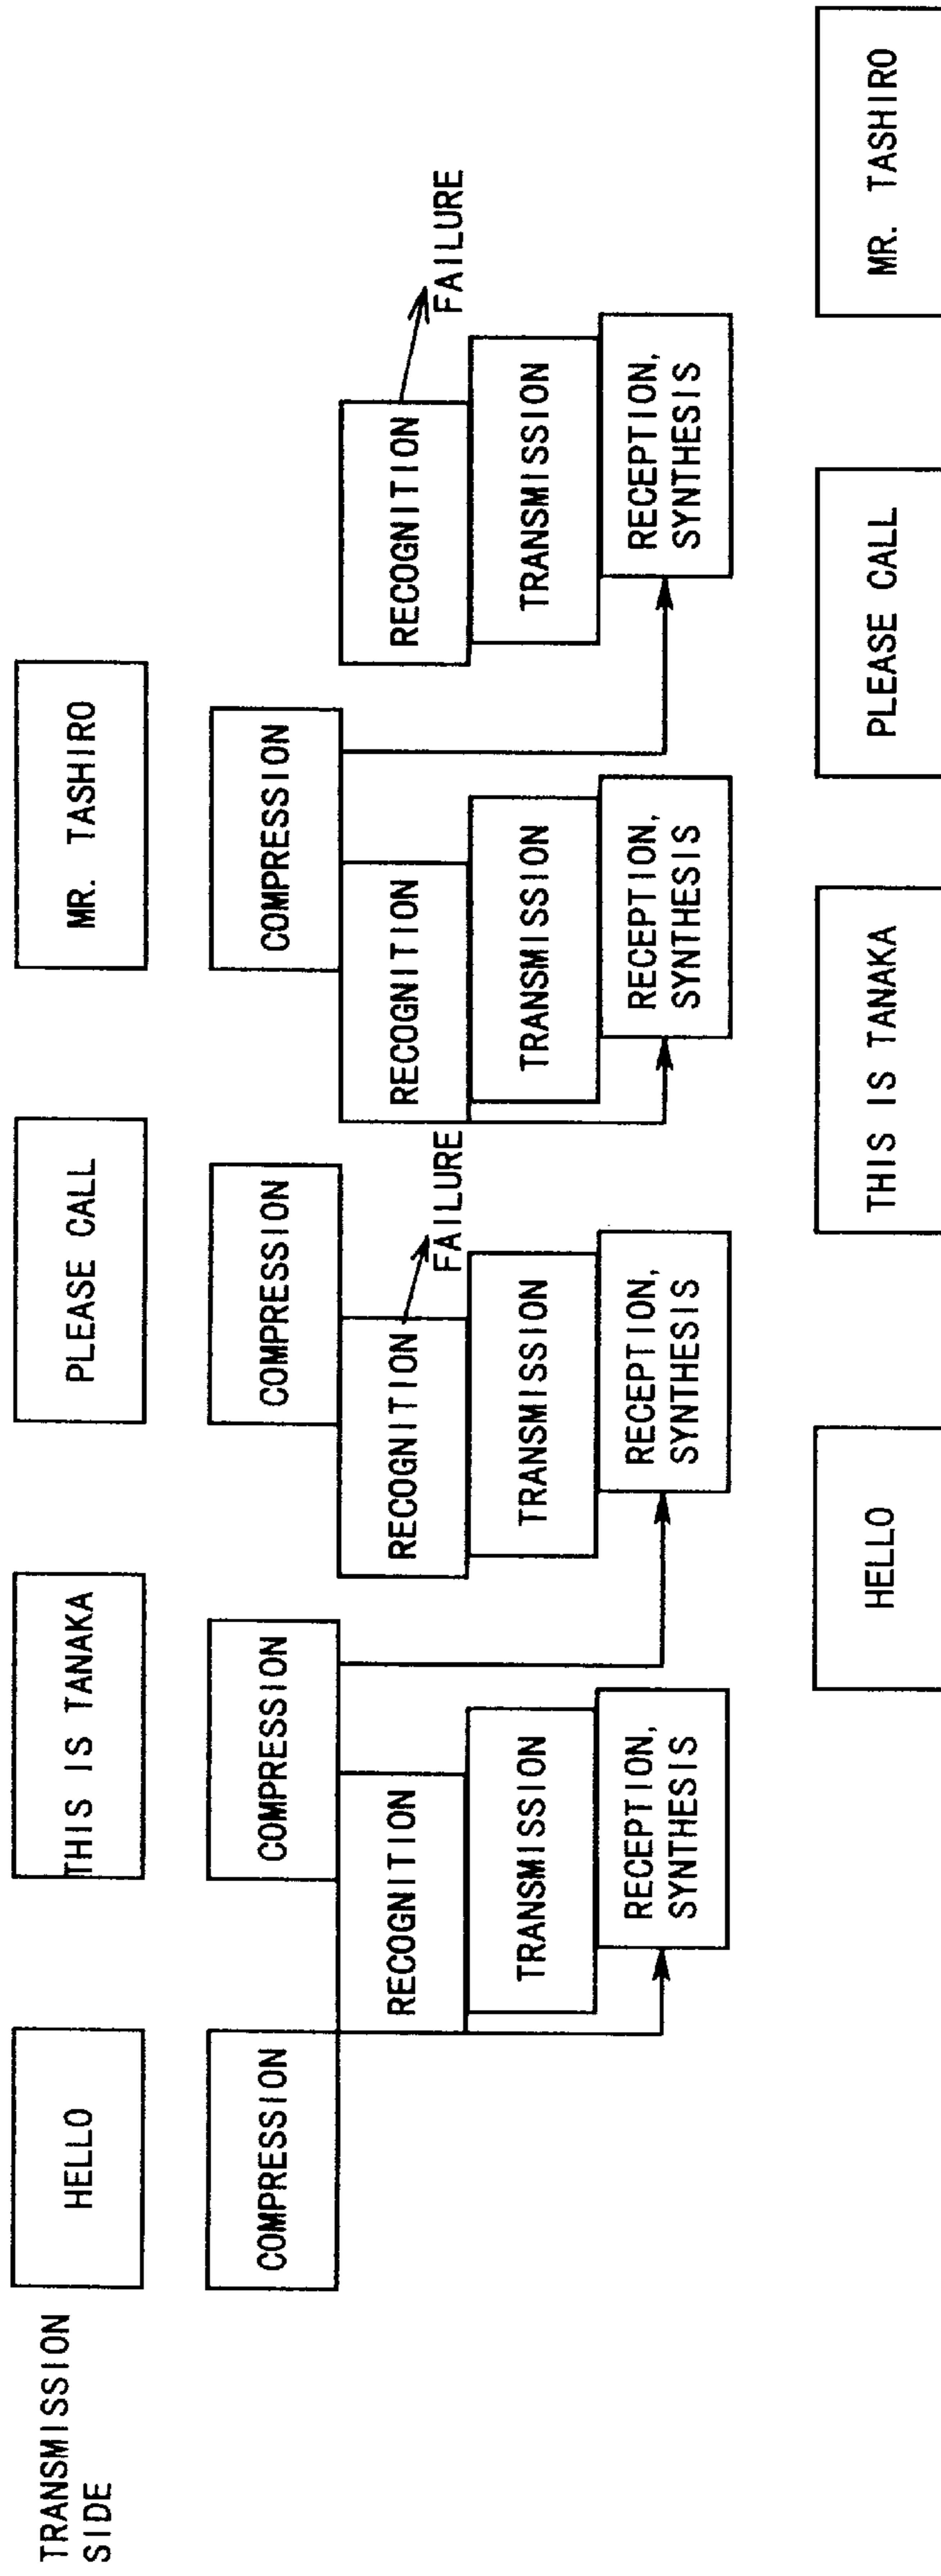 TRANSMISSION
SIDE
HELLO
THIS IS TANAKA
PLEASE CALL
MR. TASHIRO
COMPRESSION
COMPRESSION
COMPRESSION
COMPRESSION
RECOGNITION
RECOGNITION
FAILURE
RECOGNITION
RECOGNITION
FAILURE
TRANSMISSION
TRANSMISSION
TRANSMISSION
TRANSMISSION
RECEPTION,
SYNTHESIS
RECEPTION,
SYNTHESIS
RECEPTION,
SYNTHESIS
RECEPTION,
SYNTHESIS
HELLO
THIS IS TANAKA
PLEASE CALL
MR. TASHIRO